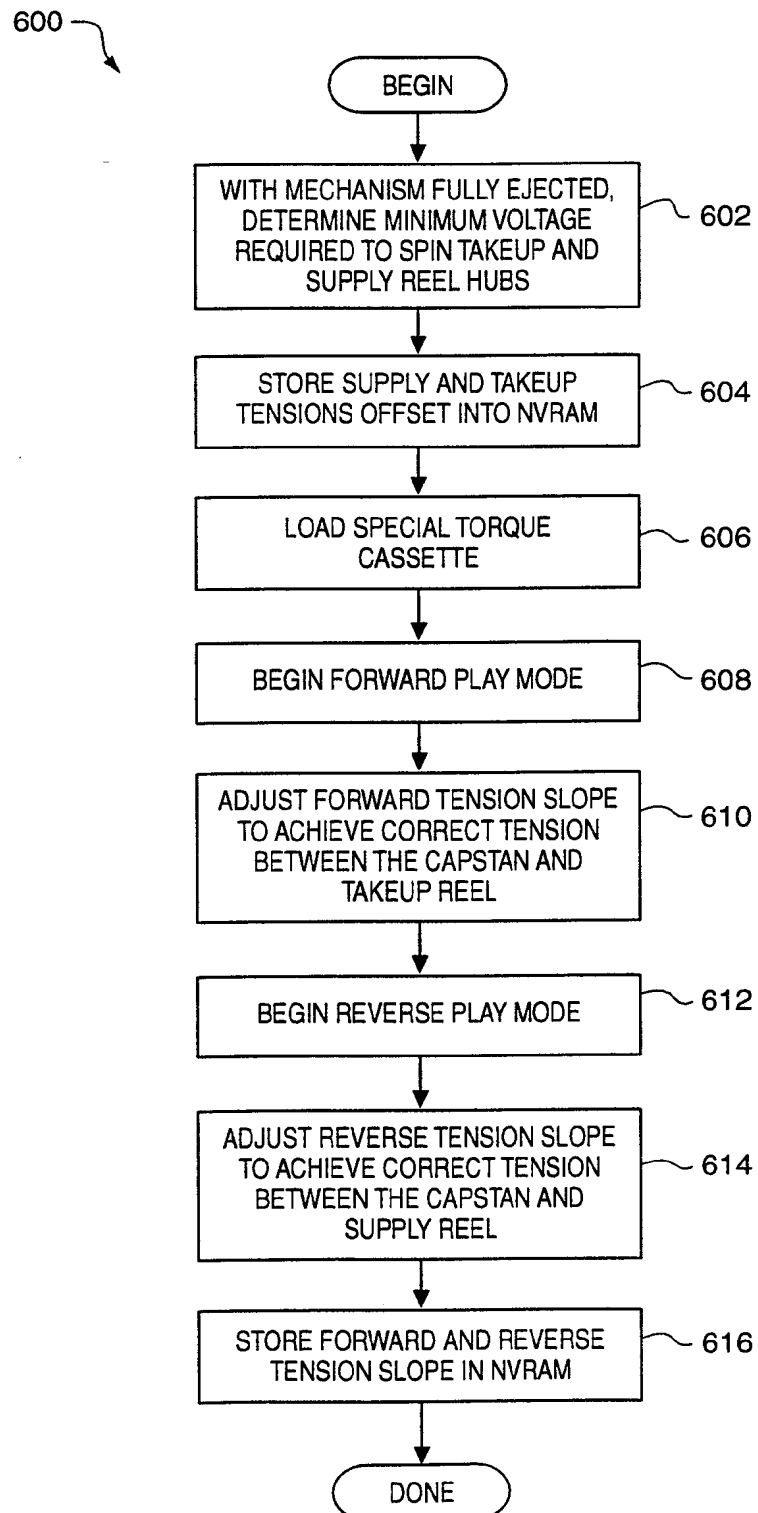 600
BEGIN
WITH MECHANISM FULLY EJECTED,
DETERMINE MINIMUM VOLTAGE
REQUIRED TO SPIN TAKEUP AND
SUPPLY REEL HUBS
602
STORE SUPPLY AND TAKEUP
TENSIONS OFFSET INTO NVRAM
604
LOAD SPECIAL TORQUE
CASSETTE
606
BEGIN FORWARD PLAY MODE
608
ADJUST FORWARD TENSION SLOPE
TO ACHIEVE CORRECT TENSION
BETWEEN THE CAPSTAN AND
TAKEUP REEL
610
BEGIN REVERSE PLAY MODE
612
ADJUST REVERSE TENSION SLOPE
TO ACHIEVE CORRECT TENSION
BETWEEN THE CAPSTAN AND
SUPPLY REEL
614
STORE FORWARD AND REVERSE
TENSION SLOPE IN NVRAM
616
DONE